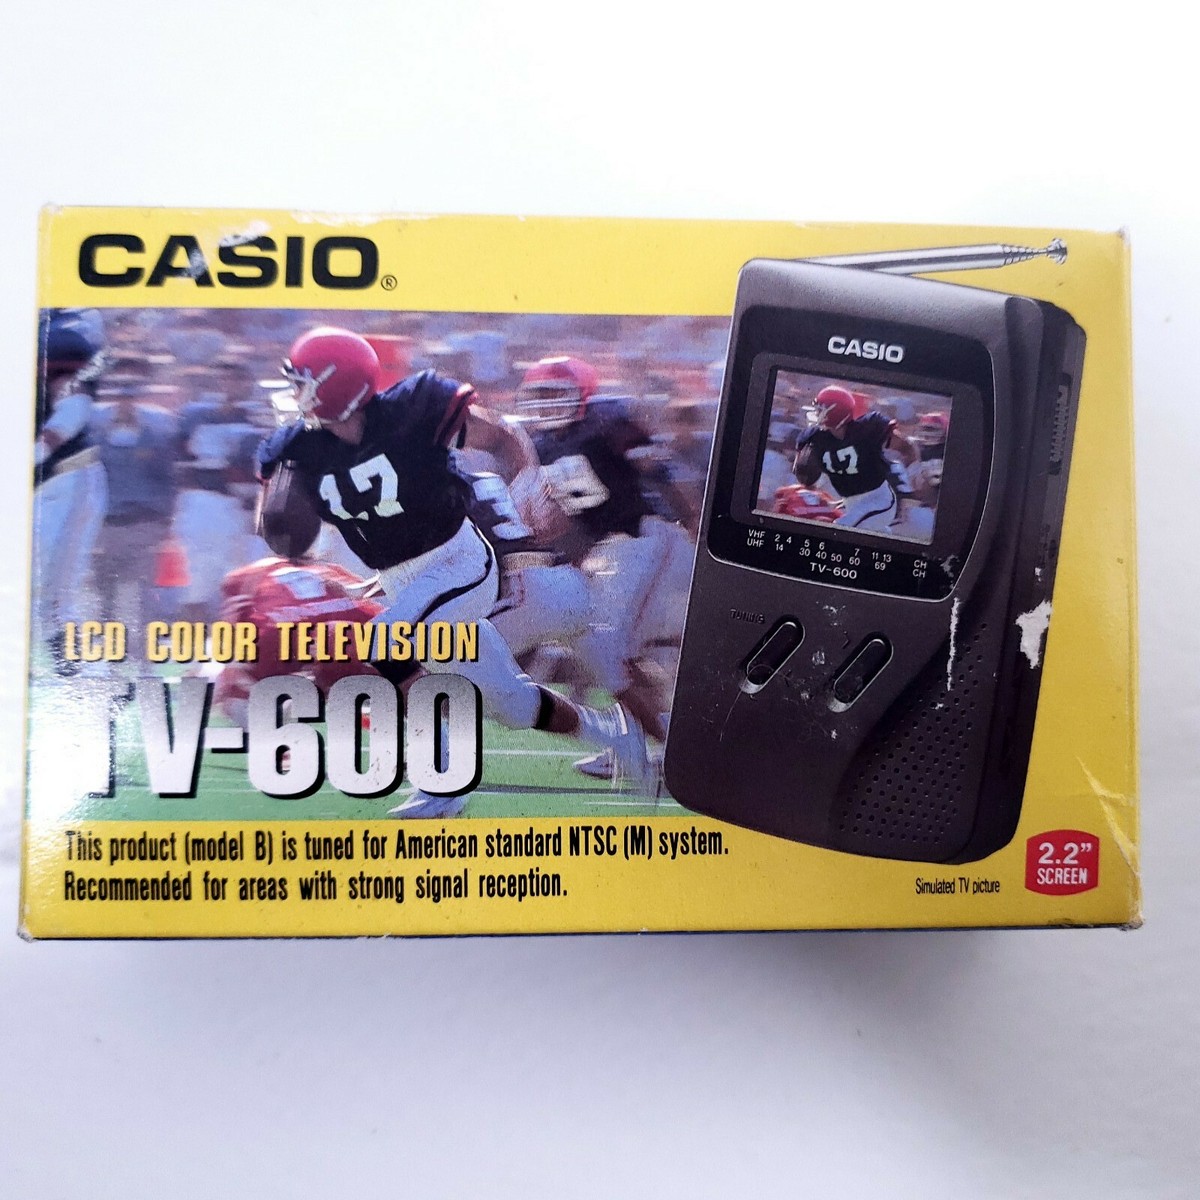 CASIO®
CASIO
17
17
VHF 2 4 5 6 7 11 13 CH
UHF 14 30 40 50 60 69 CH
TV-600
TUNING
LCD COLOR TELEVISION
TV-600
This product (model B) is tuned for American standard NTSC (M) system.
Recommended for areas with strong signal reception.
Simulated TV picture
2.2”
SCREEN